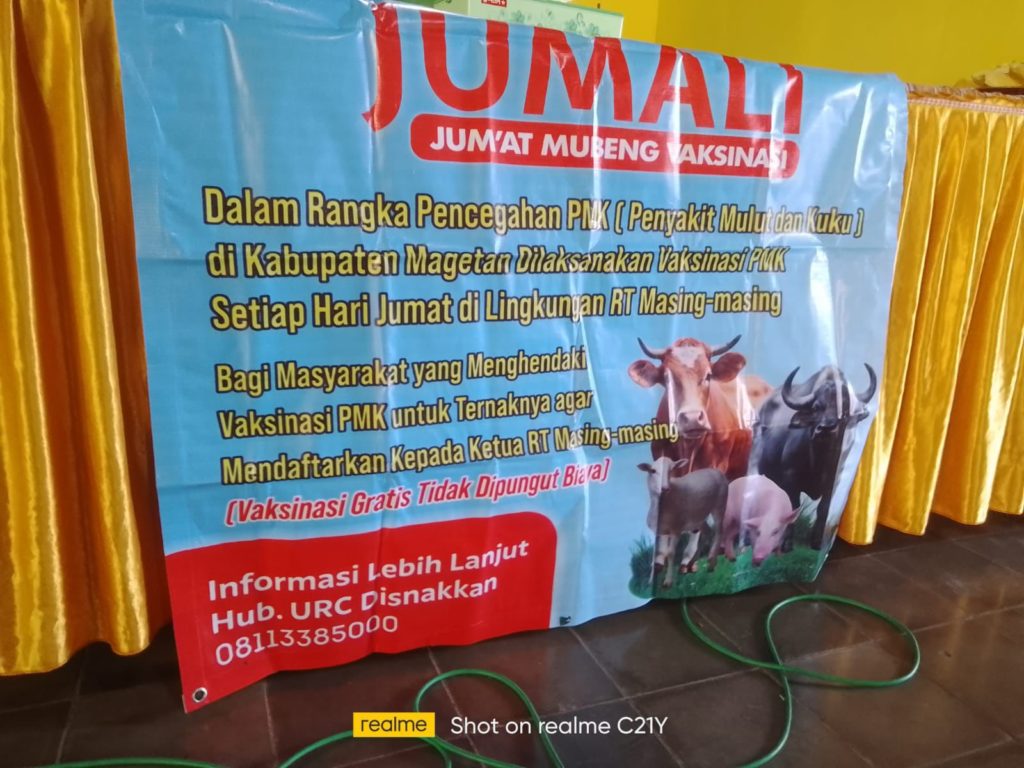 JUMALI
JUM'AT MUBENG VAKSINASI
Dalam Rangka Pencegahan PMK ( Penyakit Mulut dan Kuku )
di Kabupaten Magetan Dilaksanakan Vaksinasi PMK
Setiap Hari Jumat di Lingkungan RT Masing-masing
Bagi Masyarakat yang Menghendaki
Vaksinasi PMK untuk Ternaknya agar
Mendaftarkan Kepada Ketua RT Masing-masing
(Vaksinasi Gratis Tidak Dipungut Biaya)
Informasi Lebih Lanjut
Hub. URC Disnakkan
08113385000
realme Shot on realme C21Y